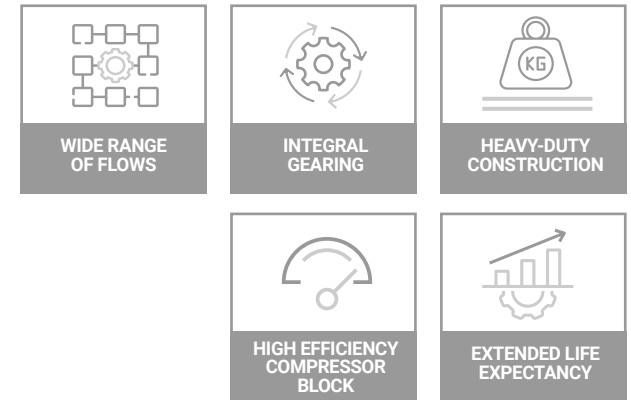 KG
WIDE RANGE
OF FLOWS
INTEGRAL
GEARING
HEAVY-DUTY
CONSTRUCTION
HIGH EFFICIENCY
COMPRESSOR
BLOCK
EXTENDED LIFE
EXPECTANCY